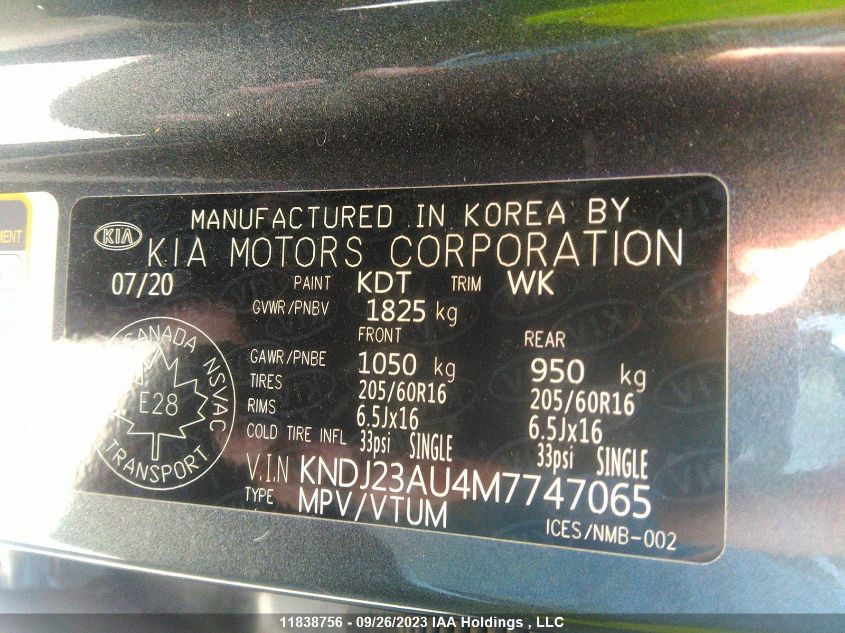 MENT
MANUFACTURED IN KOREA BY
KIA KIA MOTORS CORPORATION
07/20 PAINT KDT TRIM WK
GVWR/PNBV 1825 kg
FRONT REAR
GAWR/PNBE 1050 kg 950 kg
TIRES 205/60R16 205/60R16
RIMS 6.5Jx16 6.5Jx16
COLD TIRE INFL 33psi SINGLE 33psi SINGLE
V.I.N KNDJ23AU4M7747065
TYPE MPV/VTUM
ICES/NMB-002
CANADA NSVAC
E28
TRANSPORT
11838756 - 09/26/2023 IAA Holdings , LLC